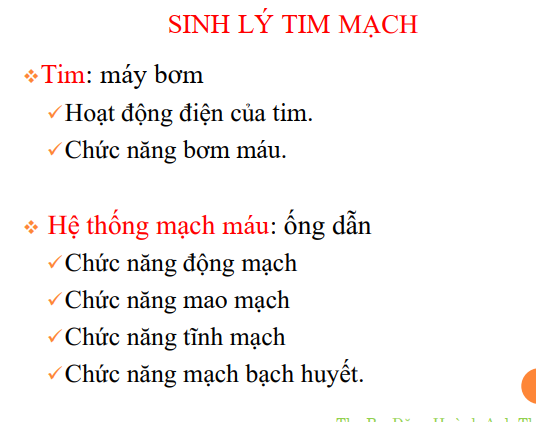 SINH LÝ TIM MẠCH
Tim: máy bơm
Hoạt động điện của tim.
Chức năng bơm máu.
Hệ thống mạch máu: ống dẫn
Chức năng động mạch
Chức năng mao mạch
Chức năng tĩnh mạch
Chức năng mạch bạch huyết.